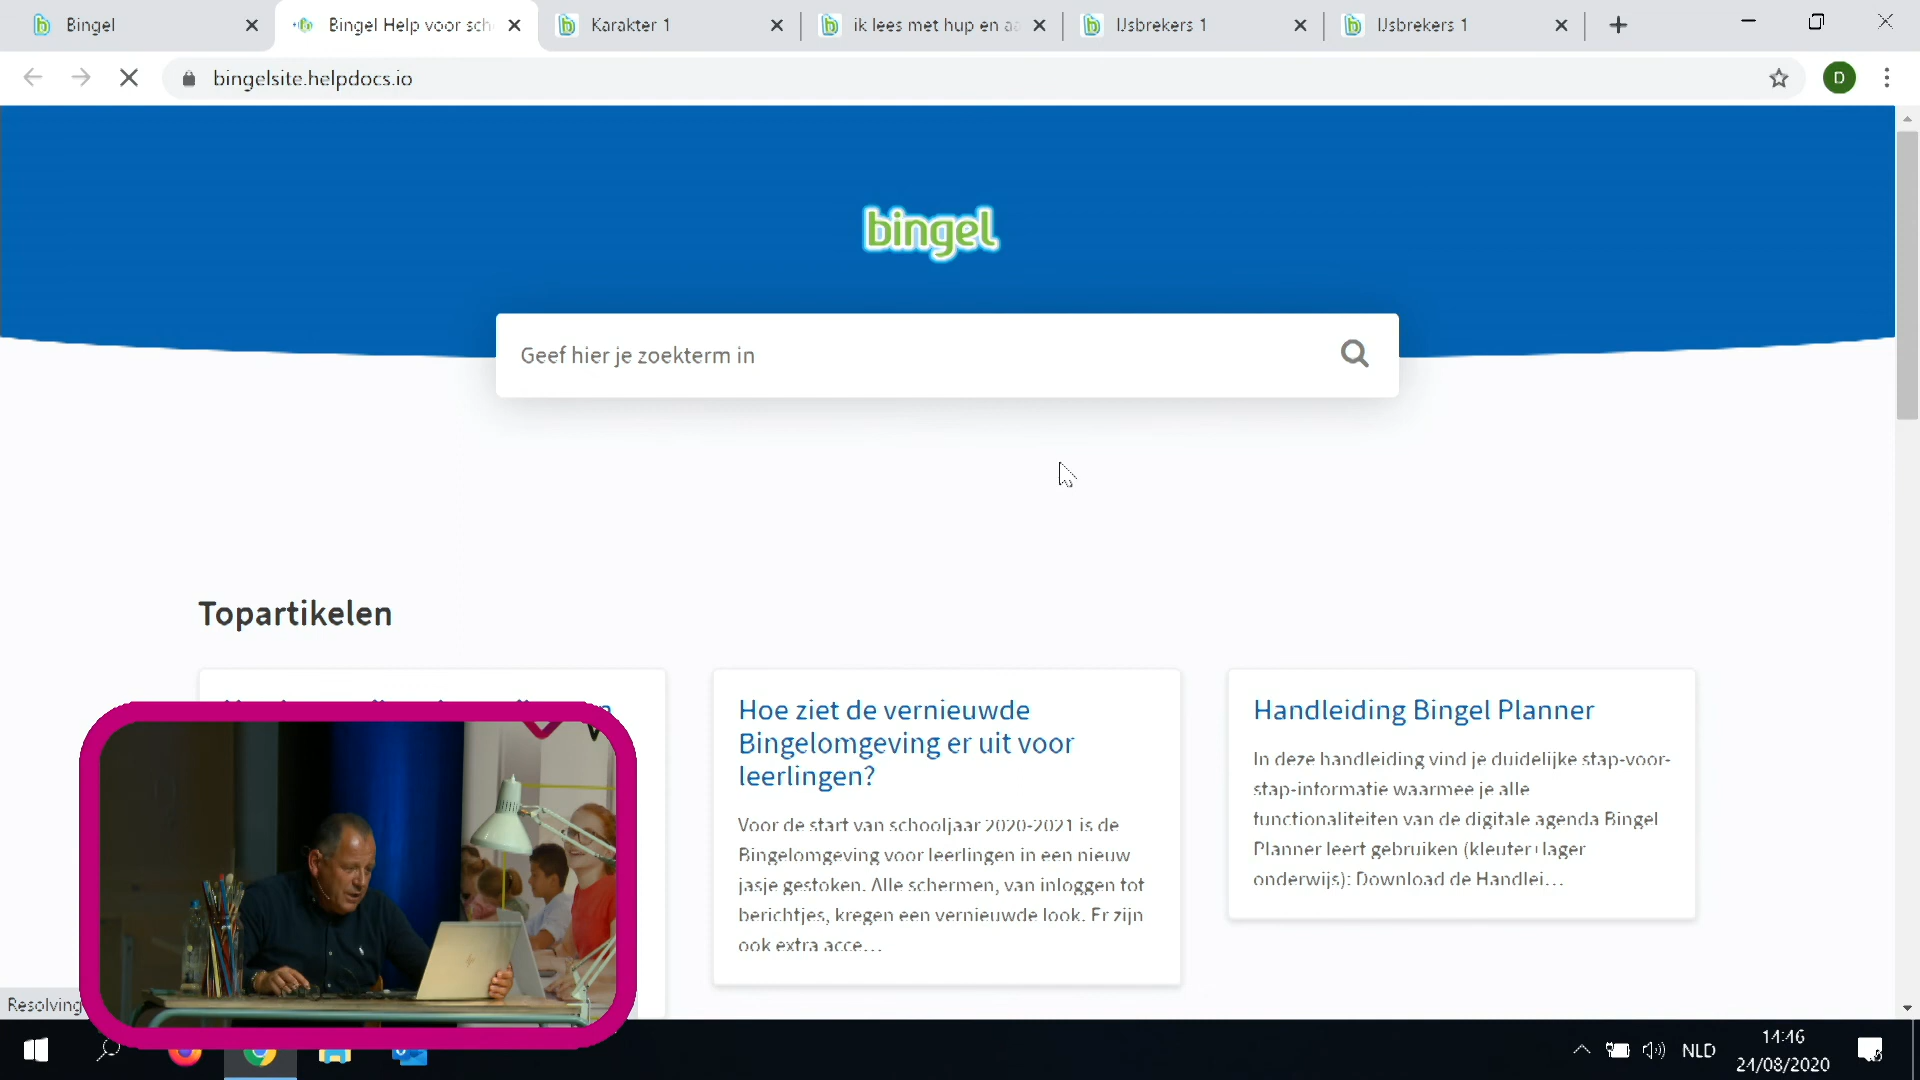 Bingel
Bingel Help voor sch
Karakter 1
ik lees met hup en aa
IJsbrekers 1
IJsbrekers 1
bingelsite.helpdocs.io
D
bingel
Geef hier je zoekterm in
Topartikelen
Hoe ziet de vernieuwde
Bingelomgeving er uit voor
leerlingen?
Voor de start van schooljaar 2020-2021 is de
Bingelomgeving voor leerlingen in een nieuw
jasje gestoken. Alle schermen, van inloggen tot
berichtjes, kregen een vernieuwde look. Er zijn
ook extra acce...
Handleiding Bingel Planner
In deze handleiding vind je duidelijke stap-voor-
stap-informatie waarmee je alle
functionaliteiten van de digitale agenda Bingel
Planner leert gebruiken (kleuter+lager
onderwijs): Download de Handlei...
Resolving
NLD
14:46
24/08/2020